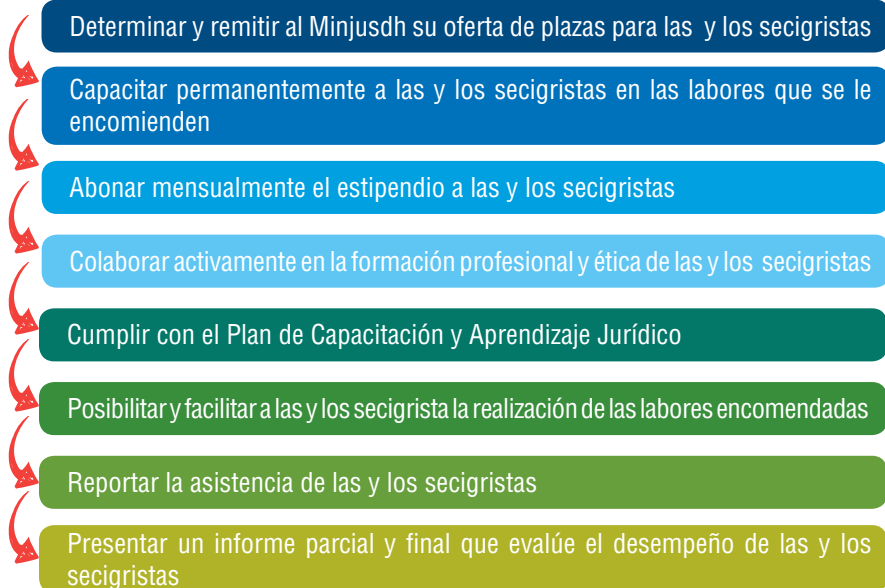 Determinar y remitir al Minjusdh su oferta de plazas para las y los secigristas
Capacitar permanentemente a las y los secigristas en las labores que se le
encomienden
Abonar mensualmente el estipendio a las y los secigristas
Colaborar activamente en la formación profesional y ética de las y los secigristas
Cumplir con el Plan de Capacitación y Aprendizaje Jurídico
Posibilitar y facilitar a las y los secigrista la realización de las labores encomendadas
Reportar la asistencia de las y los secigristas
Presentar un informe parcial y final que evalúe el desempeño de las y los
secigristas